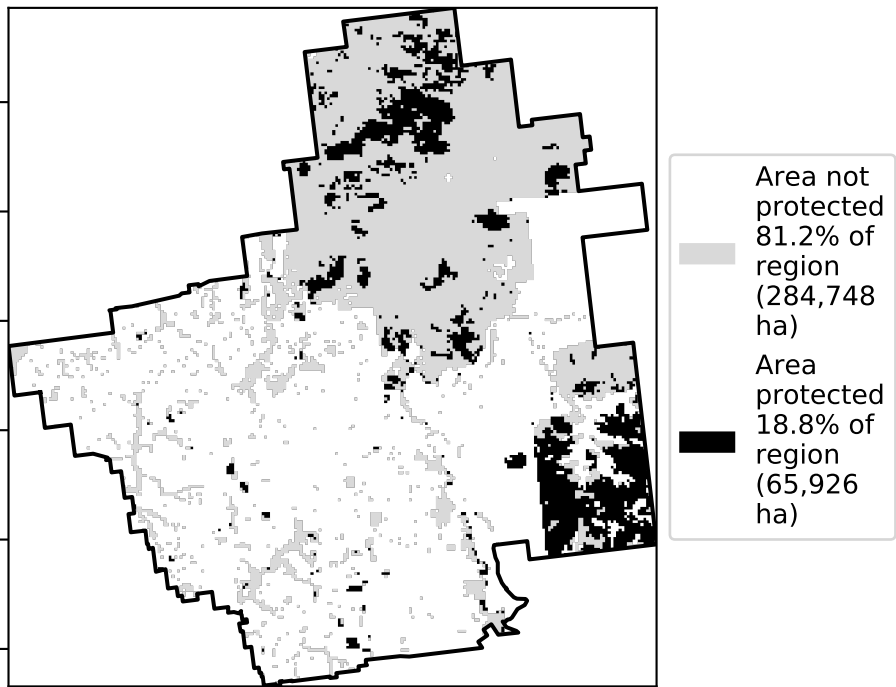 Area not
protected
81.2% of
region
(284,748
ha)
Area
protected
18.8% of
region
(65,926
ha)